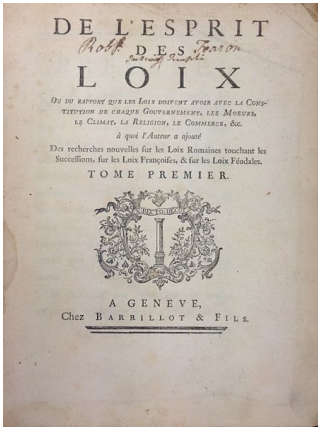 DE L'ESPRIT
DES
LOIX
OU DU RAPPORT QUE LES LOIX DOIVENT AVOIR AVEC LA CONS-
TITUTION DE CHAQUE GOUVERNEMENT, LES MOEURS,
LE CLIMAT, LA RELIGION, LE COMMERCE, &c.
à quoi l'Auteur a ajouté
Des recherches nouvelles sur les Loix Romaines touchant les
Successions, sur les Loix Françoises, & sur les Loix Féodales.
TOME PREMIER.
A GENEVE,
Chez BARRILLOT & FILS.